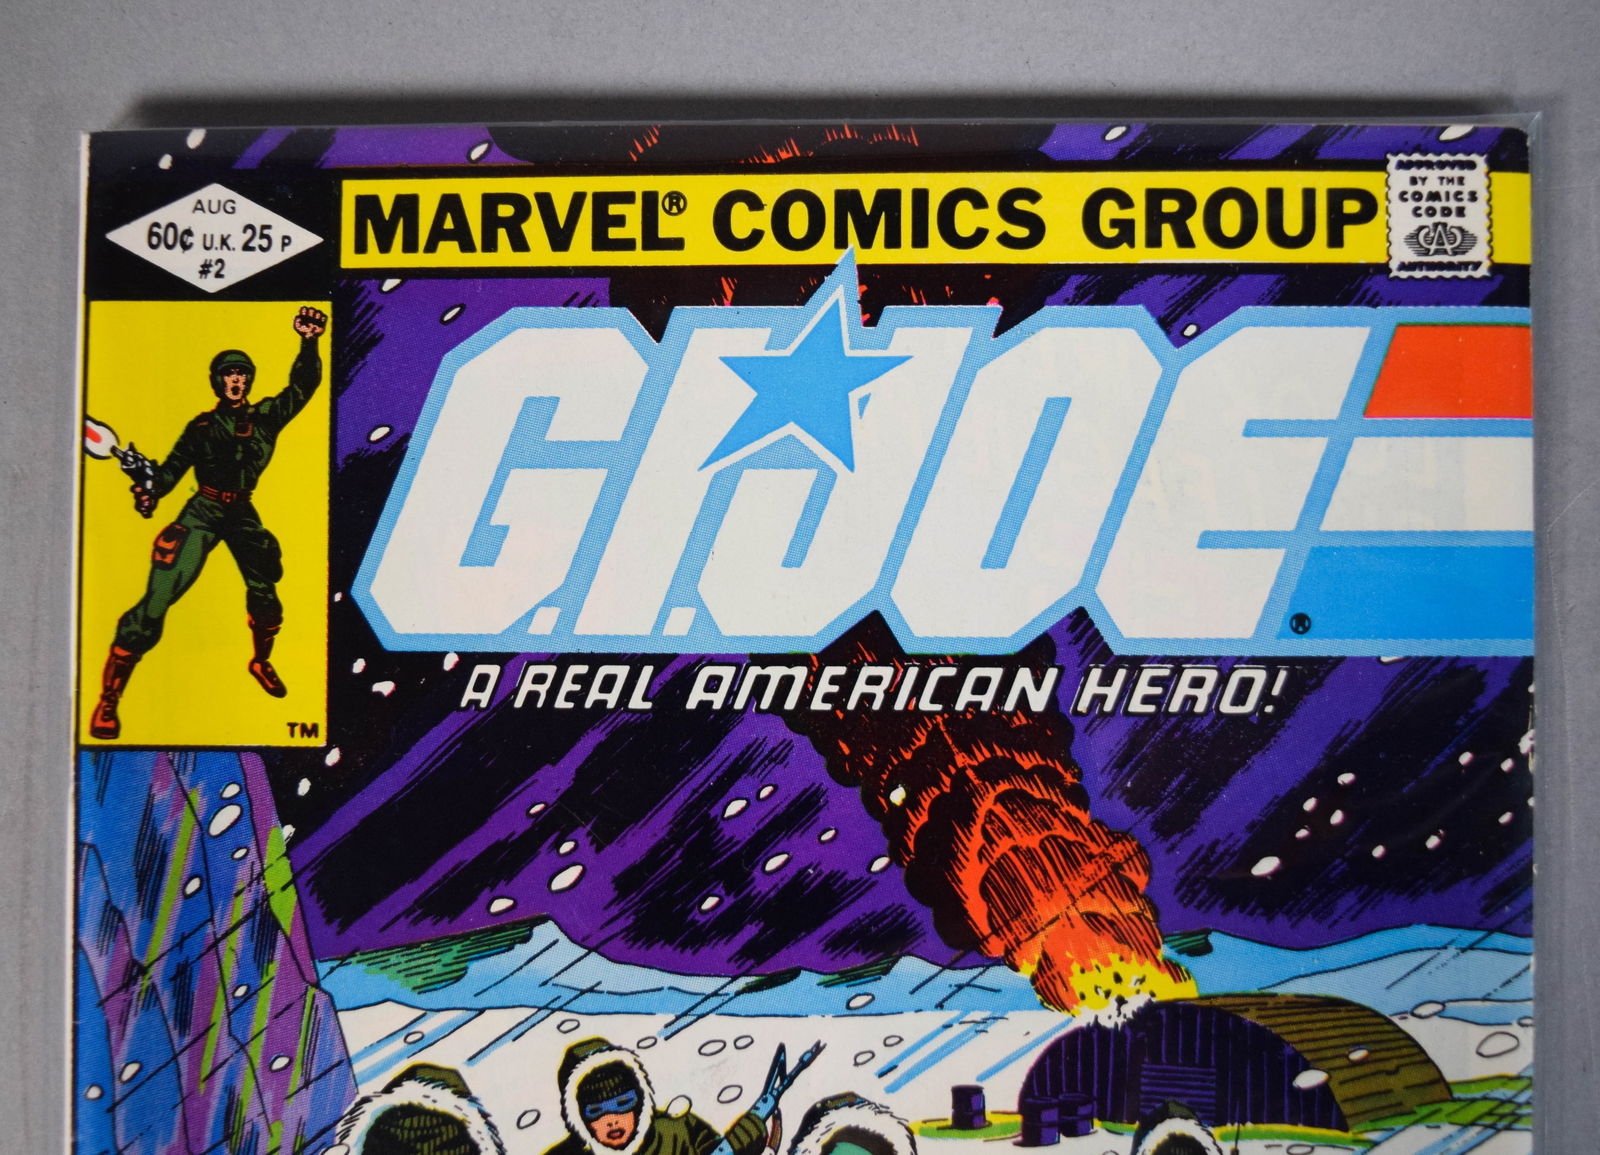 AUG
60¢ U.K. 25 P
#2
MARVEL® COMICS GROUP
APPROVED
BY THE
COMICS
CODE
A
AUTHORITY
G.I. JOE ®
A REAL AMERICAN HERO!
TM